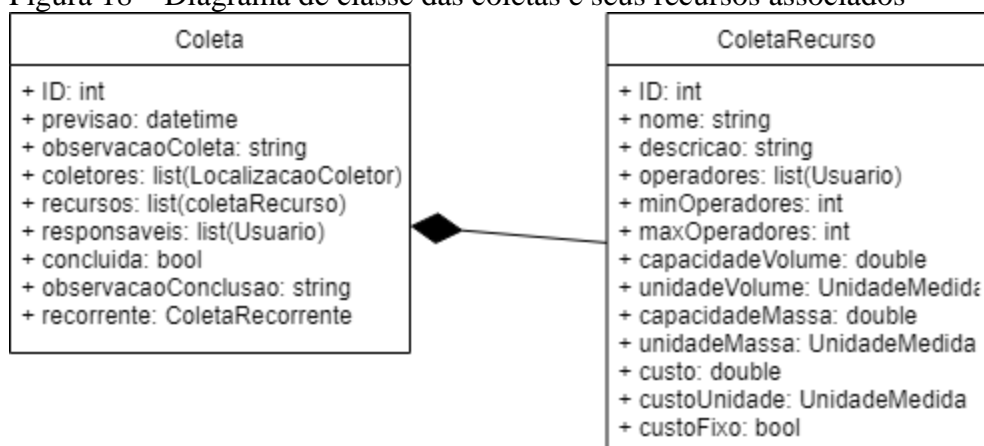 Figura 18 – Diagrama de classe das coletas e seus recursos associados
Coleta
+ ID: int
+ previsao: datetime
+ observacaoColeta: string
+ coletores: list(LocalizacaoColetor)
+ recursos: list(coletaRecurso)
+ responsaveis: list(Usuario)
+ concluida: bool
+ observacaoConclusao: string
+ recorrente: ColetaRecorrente
ColetaRecurso
+ ID: int
+ nome: string
+ descricao: string
+ operadores: list(Usuario)
+ minOperadores: int
+ maxOperadores: int
+ capacidadeVolume: double
+ unidadeVolume: UnidadeMedida
+ capacidadeMassa: double
+ unidadeMassa: UnidadeMedida
+ custo: double
+ custoUnidade: UnidadeMedida
+ custoFixo: bool